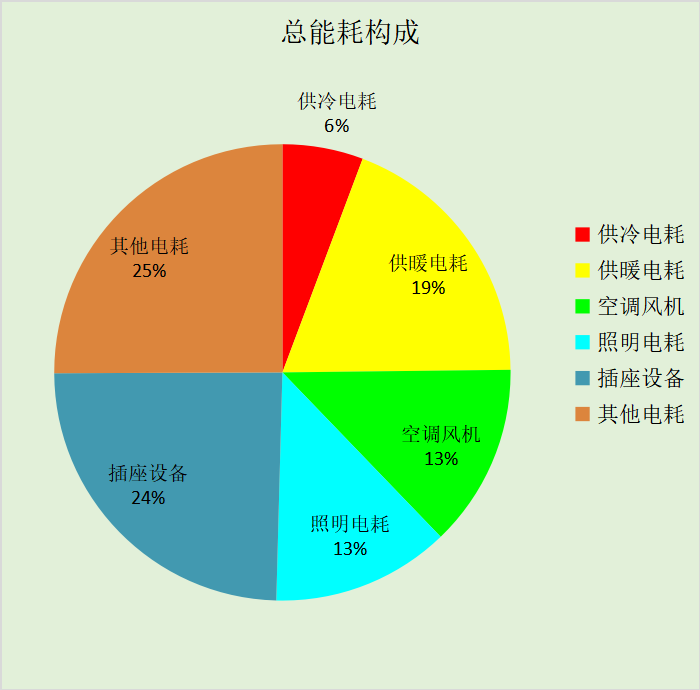 总能耗构成
供冷电耗
6%
供暖电耗
19%
空调风机
13%
照明电耗
13%
插座设备
24%
其他电耗
25%
供冷电耗
供暖电耗
空调风机
照明电耗
插座设备
其他电耗